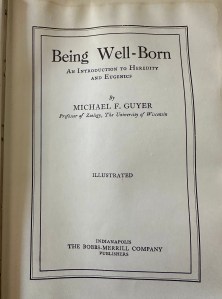 Being Well-Born
An Introduction to Heredity
and Eugenics
By
MICHAEL F. GUYER
Professor of Zoology, The University of Wisconsin
ILLUSTRATED
INDIANAPOLIS
THE BOBBS-MERRILL COMPANY
PUBLISHERS